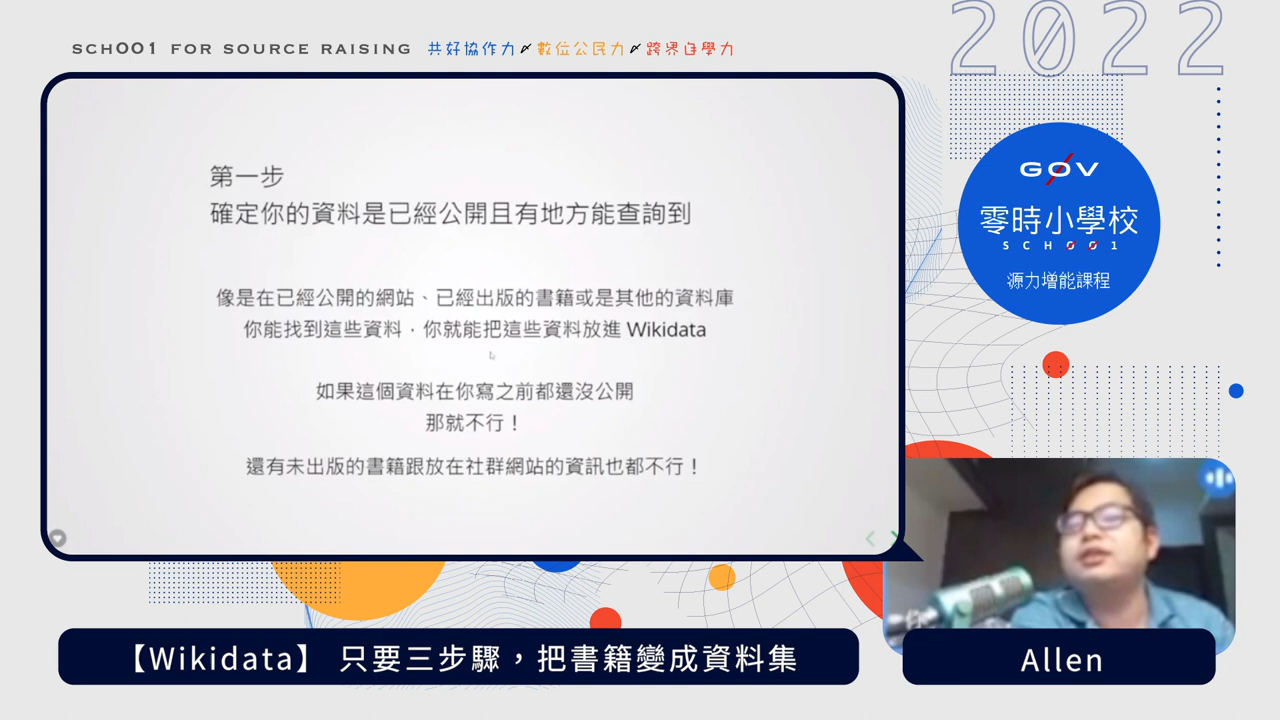 SCHOO1 FOR SOURCE RAISING 共好協作力 數位公民力 跨界自學力
2022
G0V
零時小學校
SCHOO1
源力增能課程
第一步
確定你的資料是已經公開且有地方能查詢到
像是在已經公開的網站、已經出版的書籍或是其他的資料庫
你能找到這些資料，你就能把這些資料放進 Wikidata
如果這個資料在你寫之前都還沒公開
那就不行！
還有未出版的書籍跟放在社群網站的資訊也都不行！
【Wikidata】 只要三步驟，把書籍變成資料集
Allen